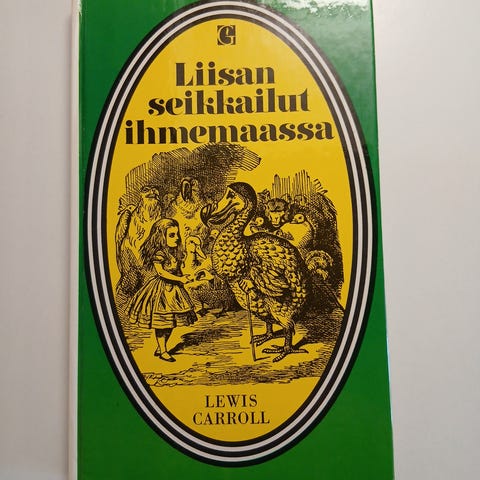 G
Liisan
seikkailut
ihmemaassa
LEWIS
CARROLL